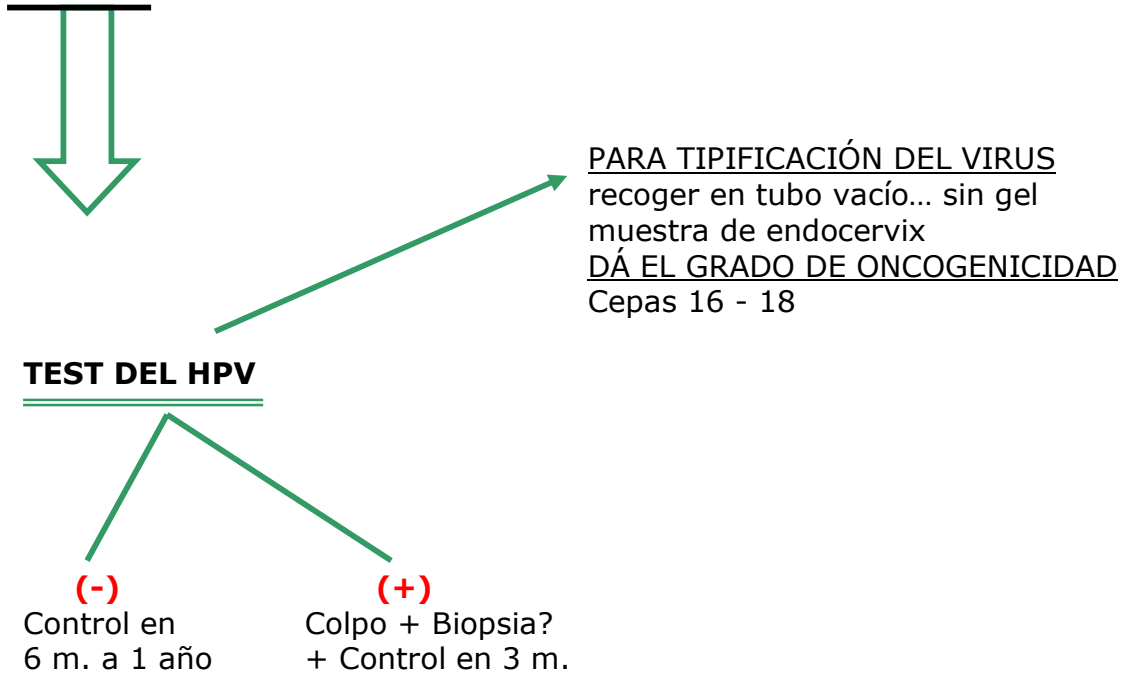 PARA TIPIFICACIÓN DEL VIRUS
recoger en tubo vacío... sin gel
muestra de endocervix
DÁ EL GRADO DE ONCOGENICIDAD
Cepas 16 - 18
TEST DEL HPV
(-)
Control en
6 m. a 1 año
(+)
Colpo + Biopsia?
+ Control en 3 m.